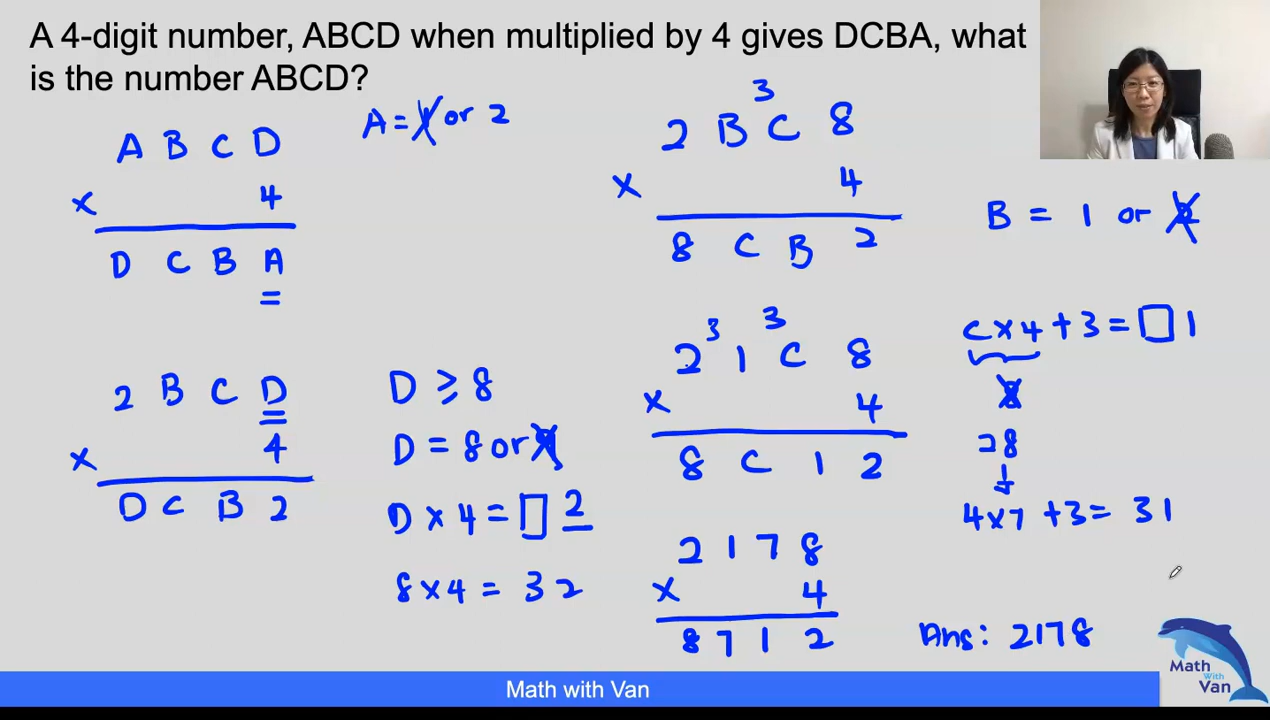 A 4-digit number, ABCD when multiplied by 4 gives DCBA, what
is the number ABCD?
A B C D
× 4
D C B A
A = 1 or 2
2 B C D
× 4
D C B 2
D ≥ 8
D = 8 or 9
D × 4 = □ 2
8 × 4 = 32
3
2 B C 8
× 4
8 C B 2
3 3
2 1 C 8
× 4
8 C 1 2
2 1 7 8
× 4
8 7 1 2
B = 1 or
C × 4 + 3 = □ 1
8
28
4 × 7 + 3 = 31
Ans: 2178
Math with Van
Math
With
Van